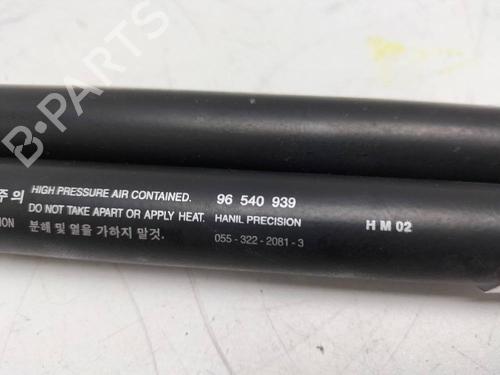 B-Parts
주 의 HIGH PRESSURE AIR CONTAINED. 96 540 939
DO NOT TAKE APART OR APPLY HEAT. HANIL PRECISION H M 02
분해 및 열을 가하지 말것. 055 - 322 - 2081 - 3